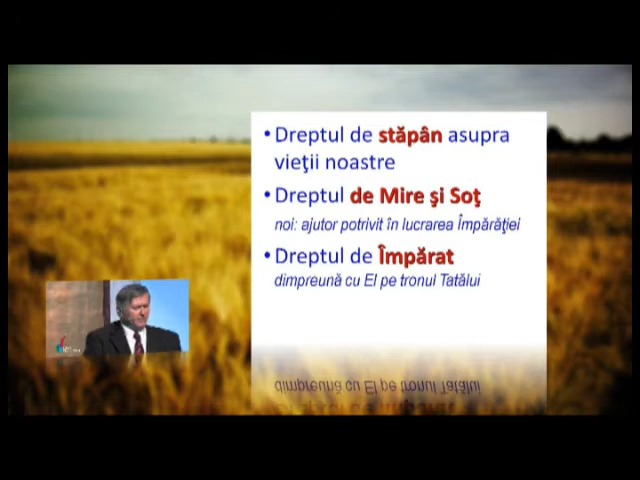 • Dreptul de stăpân asupra
vieţii noastre
• Dreptul de Mire şi Soţ
noi: ajutor potrivit în lucrarea Împărăţiei
• Dreptul de Împărat
dimpreună cu El pe tronul Tatălui